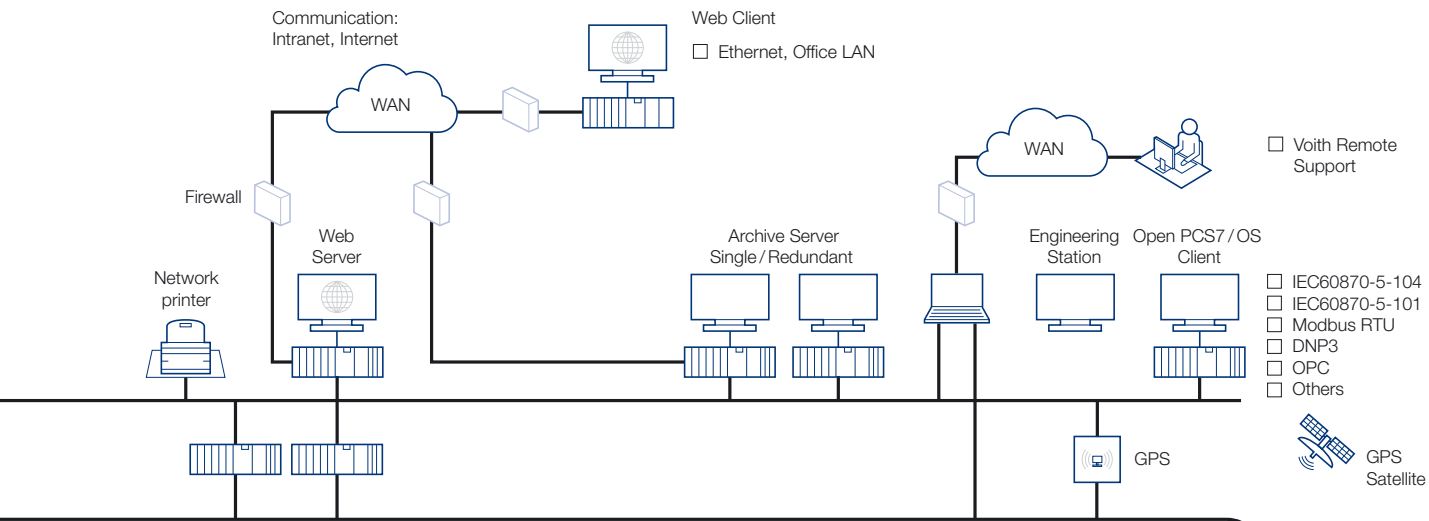 Communication:
Intranet, Internet
Web Client
Ethernet, Office LAN
WAN
WAN
Voith Remote
Support
Firewall
Web
Server
Archive Server
Single / Redundant
Engineering
Station
Open PCS7 / OS
Client
Network
printer
IEC60870-5-104
IEC60870-5-101
Modbus RTU
DNP3
OPC
Others
GPS
GPS
Satellite